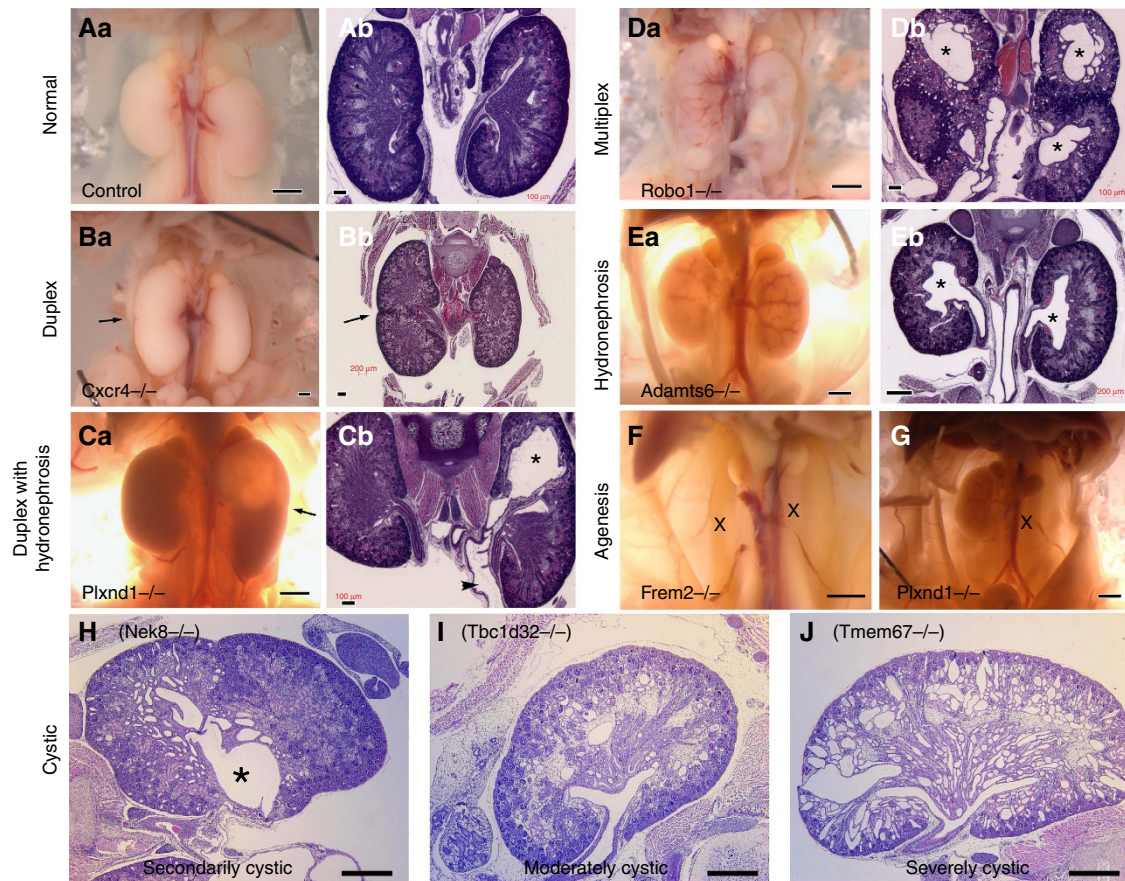 Normal
Aa
Control
Ab
100 µm
Multiplex
Da
Robo1–/–
Db
*
*
*
100 µm
Duplex
Ba
Cxcr4–/–
Bb
200 µm
Hydronephrosis
Ea
Adamts6–/–
Eb
*
*
200 µm
Duplex with
hydronephrosis
Ca
Plxnd1–/–
Cb
*
100 µm
Agenesis
F
X
X
Frem2–/–
G
X
Plxnd1–/–
Cystic
H (Nek8–/–)
*
Secondarily cystic
I (Tbc1d32–/–)
Moderately cystic
J (Tmem67–/–)
Severely cystic